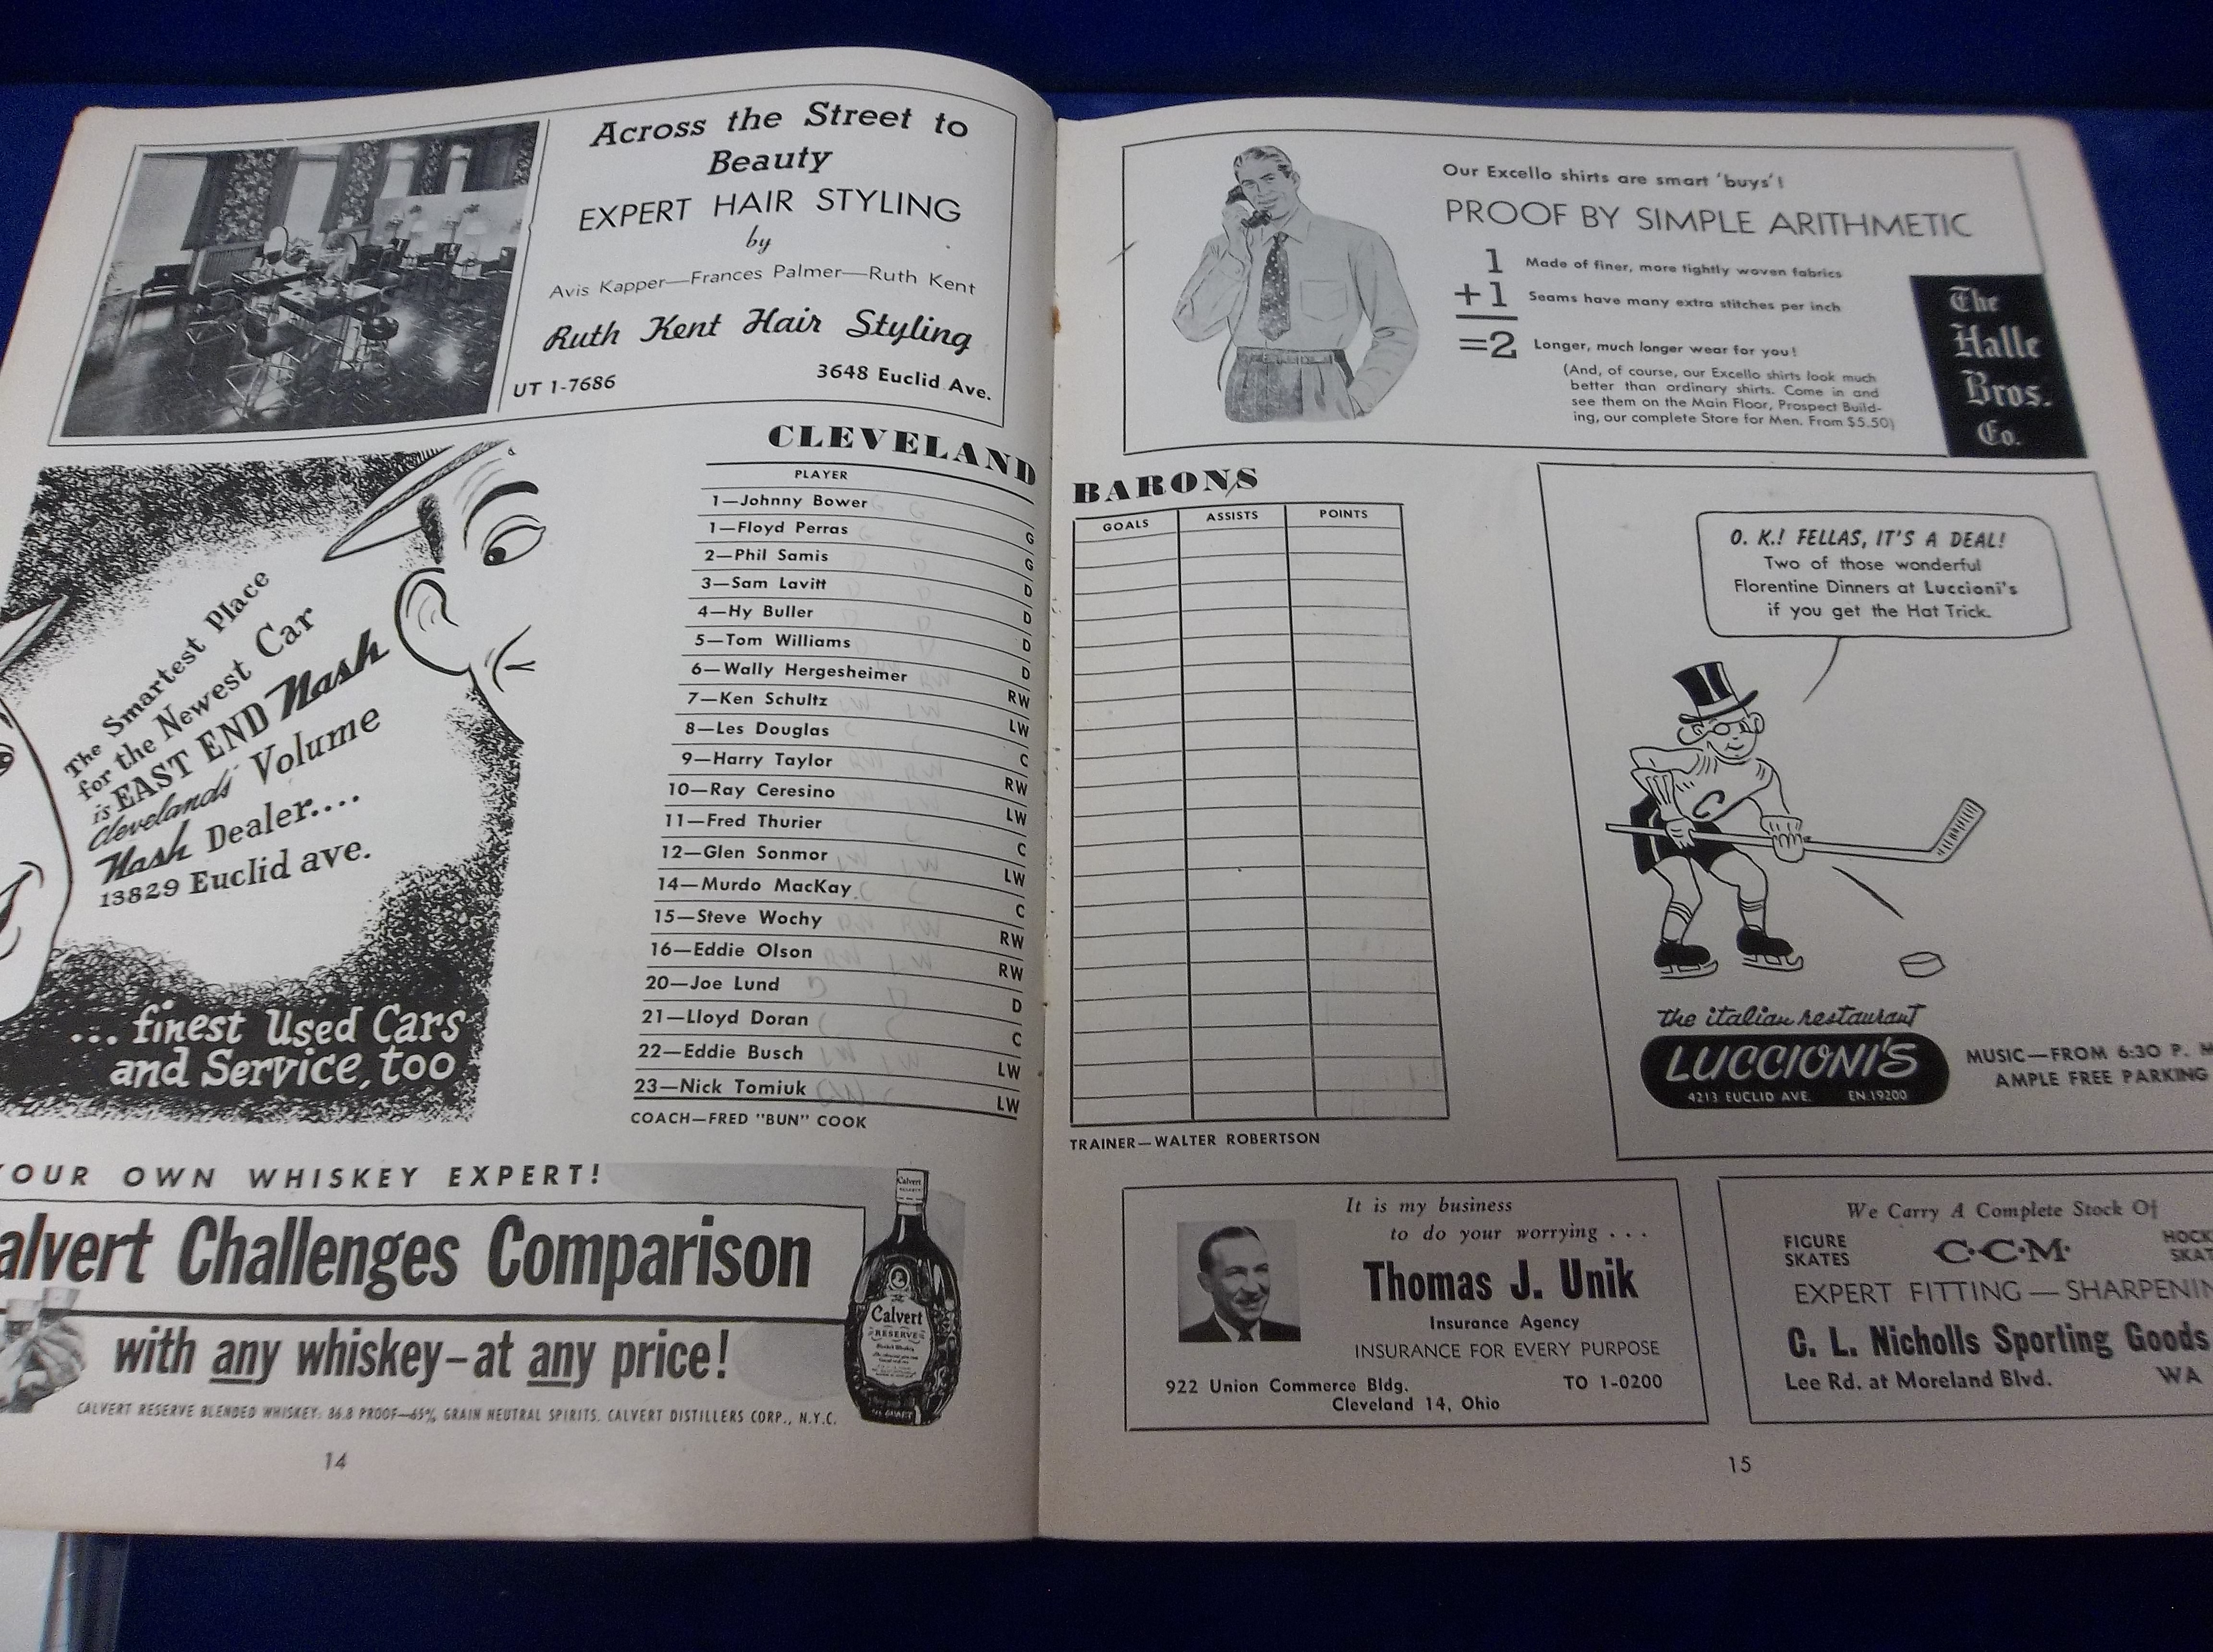 Across the Street to
Beauty
EXPERT HAIR STYLING
by
Avis Kapper—Frances Palmer—Ruth Kent
Ruth Kent Hair Styling
UT 1-7686
3648 Euclid Ave.
The Smartest Place
for the Newest Car
is EAST END Nash
Clevelands' Volume
Nash Dealer....
13829 Euclid ave.
... finest Used Cars
and Service, too
CLEVELAND
PLAYER
1—Johnny Bower G
1—Floyd Perras G
2—Phil Samis D
3—Sam Lavitt D
4—Hy Buller D
5—Tom Williams D
6—Wally Hergesheimer RW
7—Ken Schultz LW
8—Les Douglas C
9—Harry Taylor RW
10—Ray Ceresino LW
11—Fred Thurier C
12—Glen Sonmor LW
14—Murdo MacKay C
15—Steve Wochy RW
16—Eddie Olson RW
20—Joe Lund D
21—Lloyd Doran C
22—Eddie Busch LW
23—Nick Tomiuk LW
COACH—FRED "BUN" COOK
YOUR OWN WHISKEY EXPERT!
alvert Challenges Comparison
with any whiskey—at any price!
Calvert
Calvert
RESERVE
CALVERT RESERVE BLENDED WHISKEY: 86.8 PROOF—65% GRAIN NEUTRAL SPIRITS. CALVERT DISTILLERS CORP., N.Y.C.
14
Our Excello shirts are smart 'buys'!
PROOF BY SIMPLE ARITHMETIC
1 Made of finer, more tightly woven fabrics
+1 Seams have many extra stitches per inch
=2 Longer, much longer wear for you!
(And, of course, our Excello shirts look much
better than ordinary shirts. Come in and
see them on the Main Floor, Prospect Build-
ing, our complete Store for Men. From $5.50)
The
Halle
Bros.
Co.
BARONS
GOALS ASSISTS POINTS
TRAINER—WALTER ROBERTSON
O. K.! FELLAS, IT'S A DEAL!
Two of those wonderful
Florentine Dinners at Luccioni's
if you get the Hat Trick.
C
the italian restaurant
LUCCIONI'S
4213 EUCLID AVE. EN.19200
MUSIC—FROM 6:30 P. M
AMPLE FREE PARKING
It is my business
to do your worrying . . .
Thomas J. Unik
Insurance Agency
INSURANCE FOR EVERY PURPOSE
922 Union Commerce Bldg.
TO 1-0200
Cleveland 14, Ohio
We Carry A Complete Stock Of
FIGURE
SKATES
C·C·M·
HOCK
SKAT
EXPERT FITTING — SHARPENIN
C. L. Nicholls Sporting Goods
Lee Rd. at Moreland Blvd.
WA
15